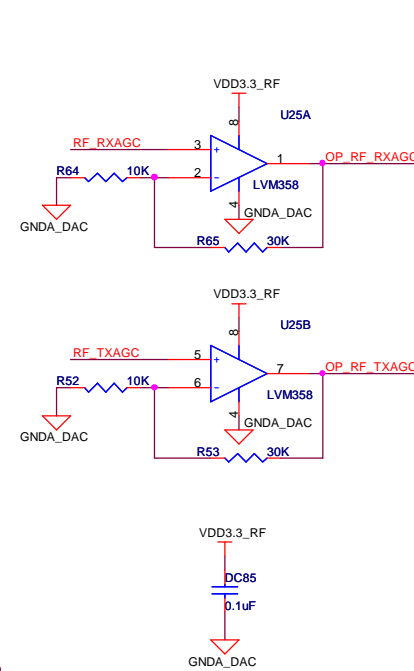 VDD3.3_RF
U25A
8
RF_RXAGC 3 + 1 OP_RF_RXAGC
R64 10K 2 -
LVM358
4
GNDA_DAC
GNDA_DAC
R65 30K
VDD3.3_RF
U25B
8
RF_TXAGC 5 + 7 OP_RF_TXAGC
R52 10K 6 -
LVM358
4
GNDA_DAC
GNDA_DAC
R53 30K
VDD3.3_RF
DC85
0.1uF
GNDA_DAC